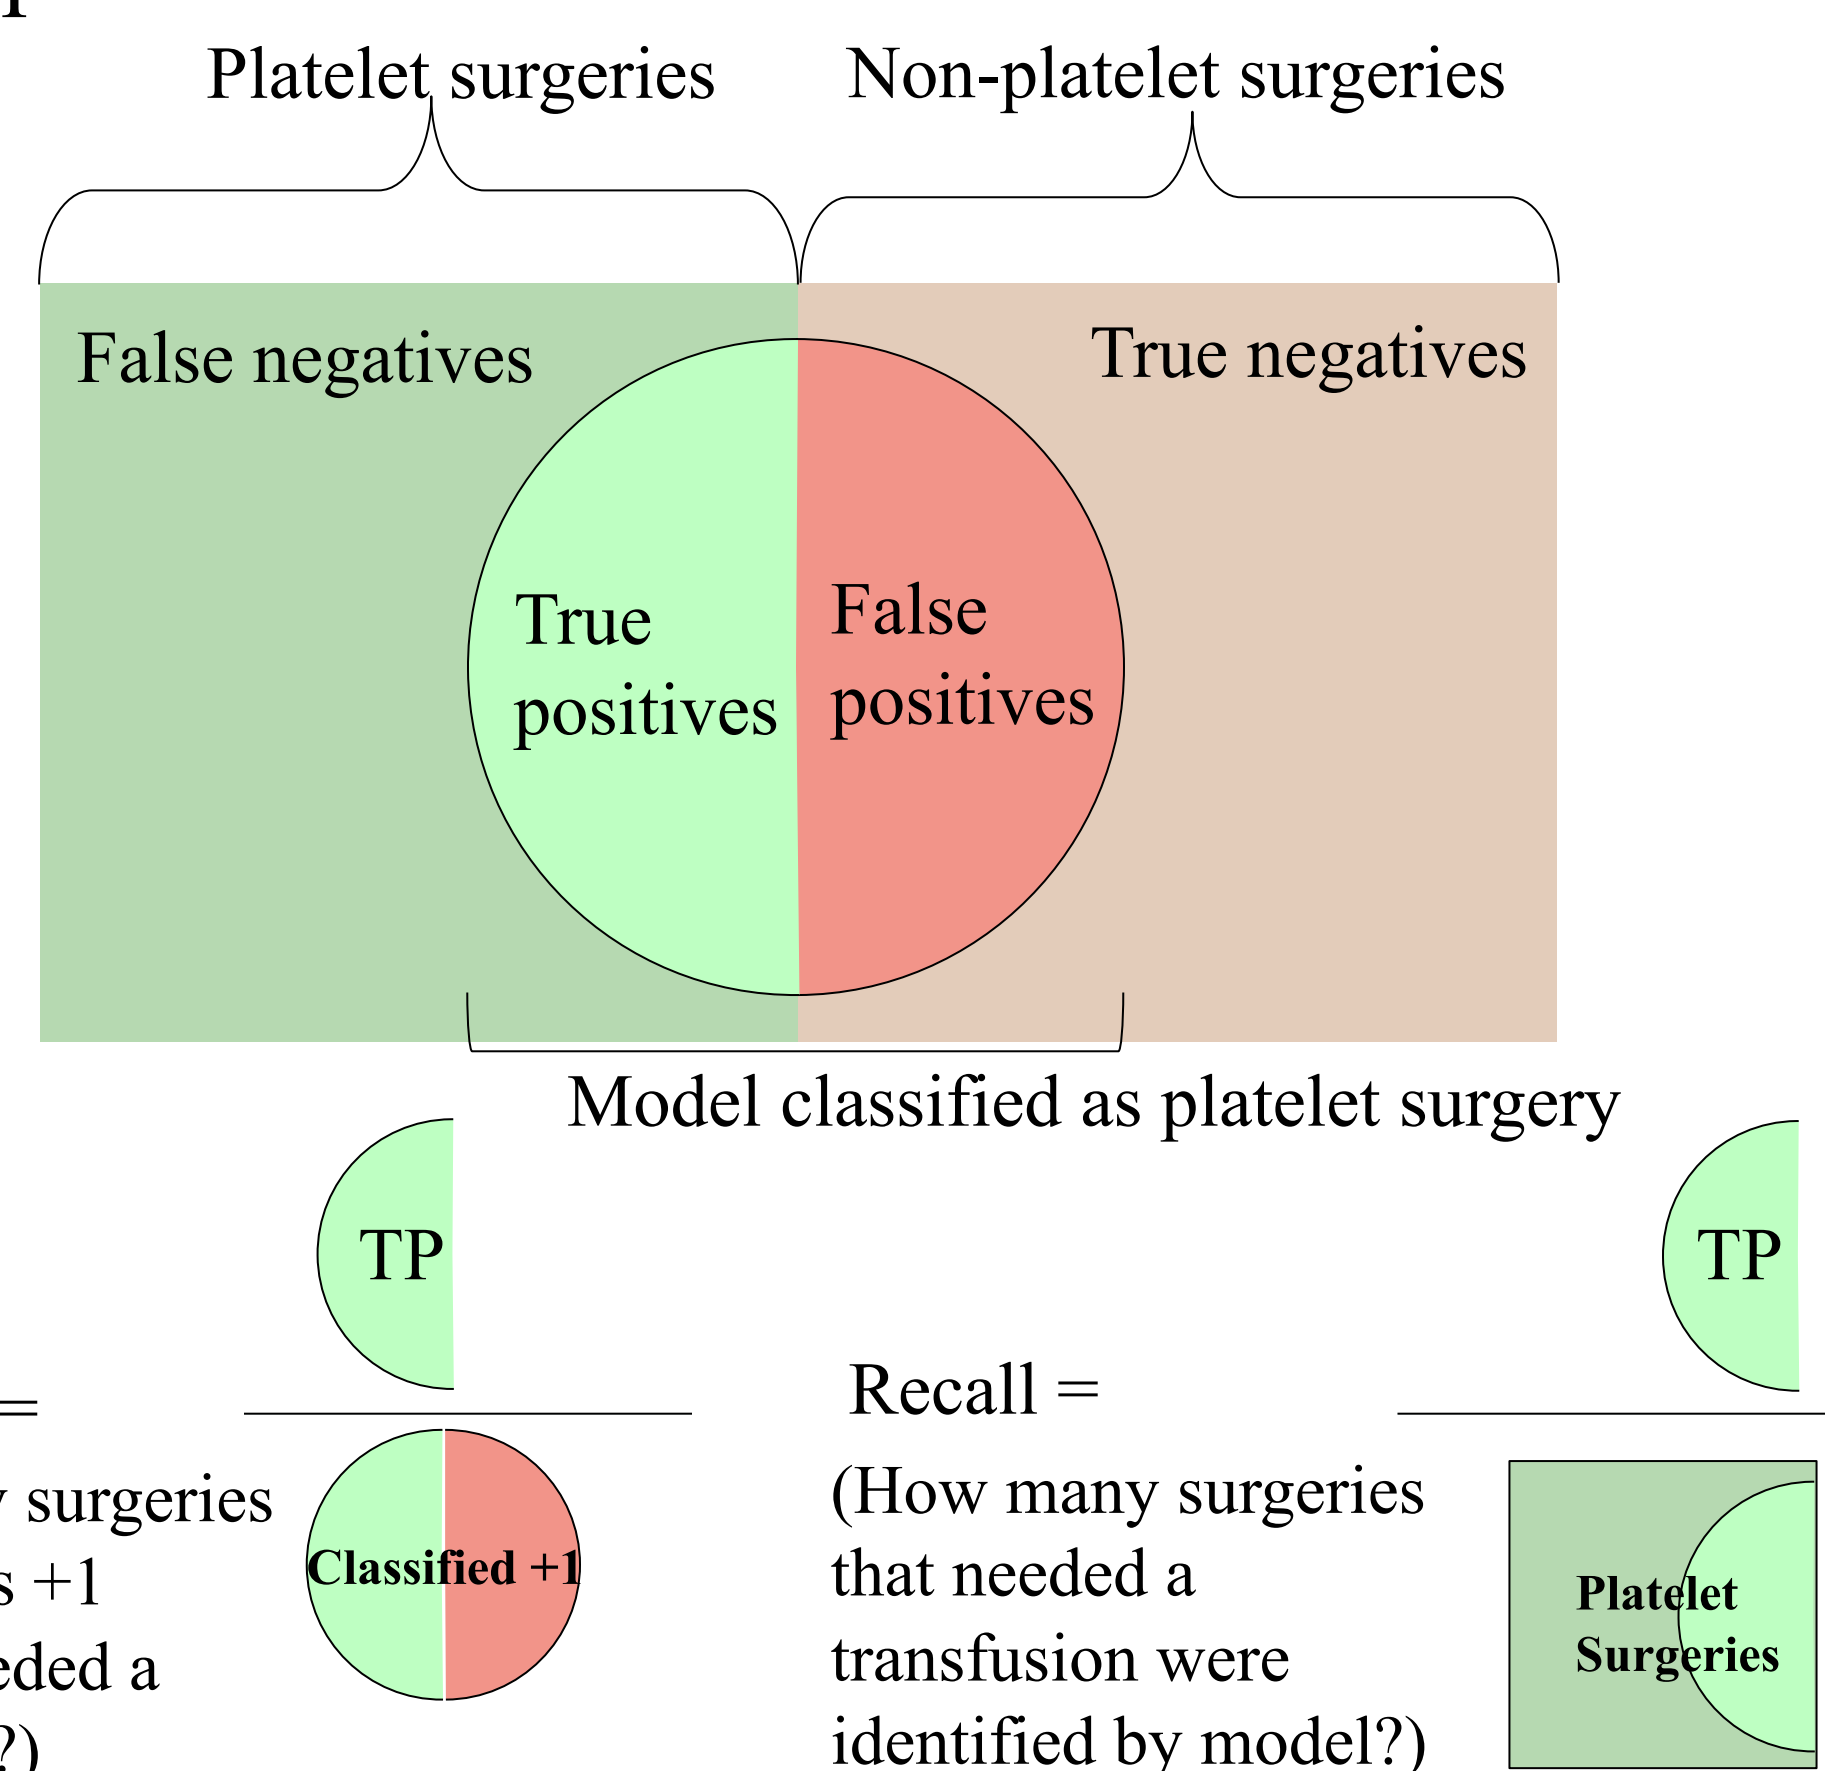 Platelet surgeries
Non-platelet surgeries
False negatives
True negatives
True
positives
False
positives
Model classified as platelet surgery
TP
=
surgeries
+1
a
?)
Classified +1
TP
Recall =
(How many surgeries
that needed a
transfusion were
identified by model?)
Platelet
Surgeries